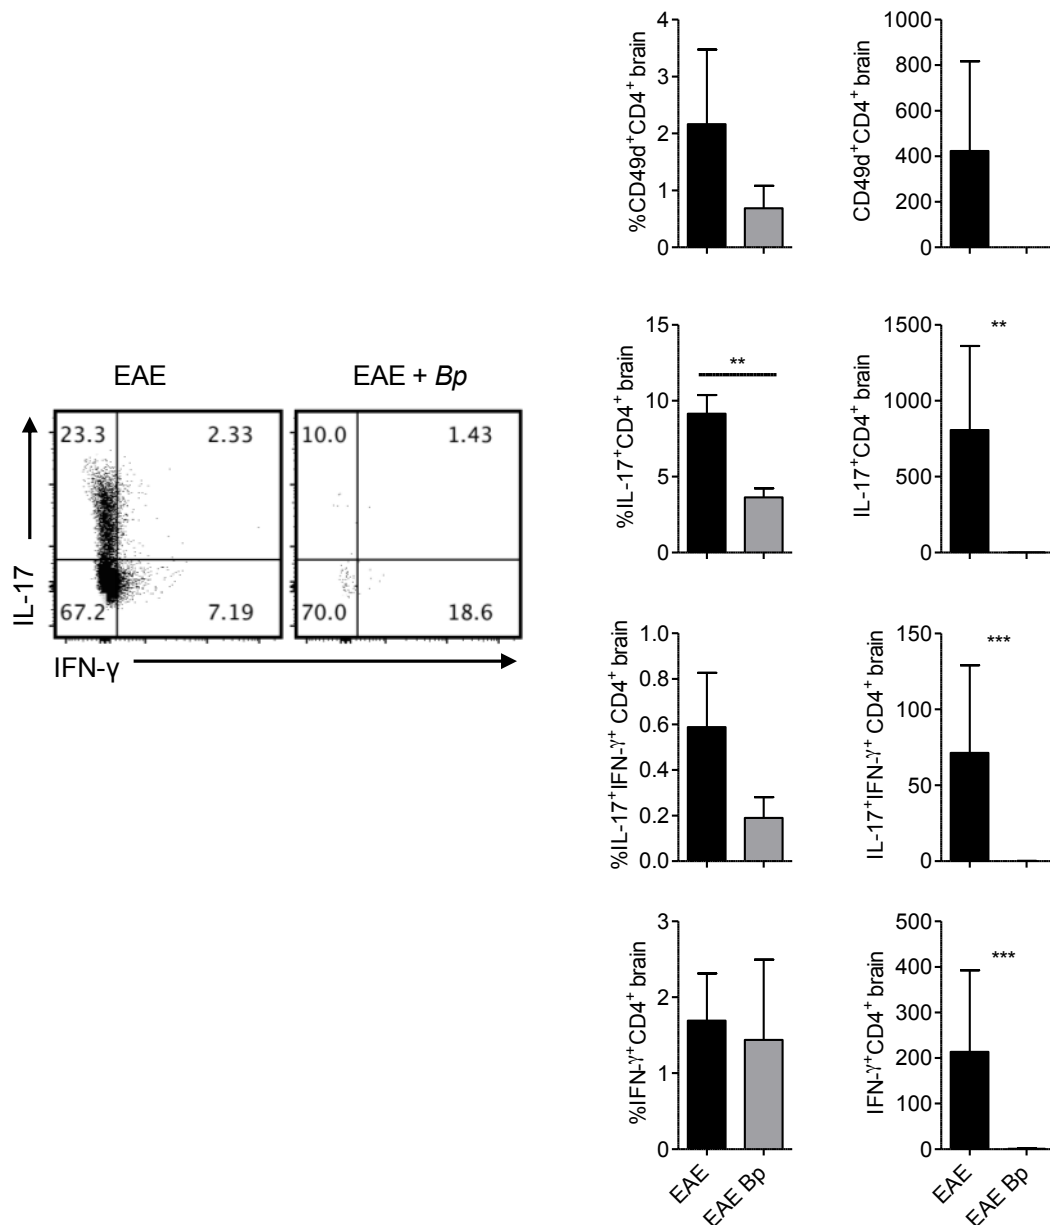 EAE
EAE + Bp
23.3 2.33
67.2 7.19
10.0 1.43
70.0 18.6
IL-17
IFN-γ
%CD49d⁺CD4⁺ brain
4
3
2
1
0
CD49d⁺CD4⁺ brain
1000
800
600
400
200
0
%IL-17⁺CD4⁺ brain
15
10
5
0
**
IL-17⁺CD4⁺ brain
1500
1000
500
0
**
%IL-17⁺IFN-γ⁺ CD4⁺ brain
1.0
0.8
0.6
0.4
0.2
0.0
IL-17⁺IFN-γ⁺ CD4⁺ brain
150
100
50
0
***
%IFN-γ⁺CD4⁺ brain
3
2
1
0
EAE
EAE Bp
IFN-γ⁺CD4⁺ brain
500
400
300
200
100
0
***
EAE
EAE Bp